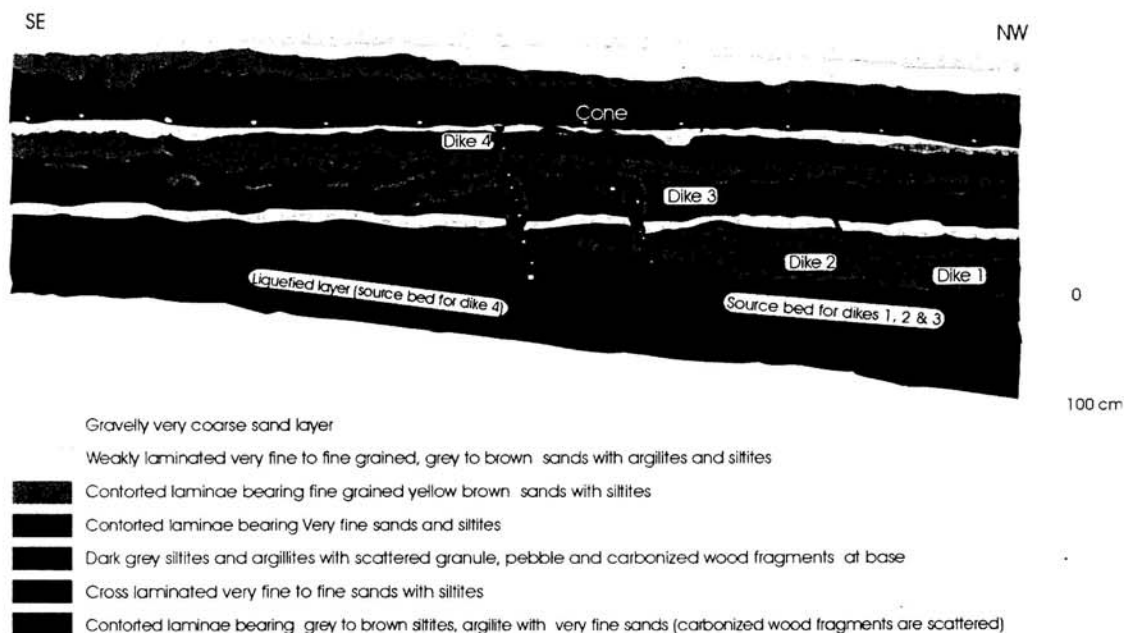 SE
NW
Cone
Dike 4
Dike 3
Dike 2
Dike 1
Liquefied layer (source bed for dike 4)
Source bed for dikes 1, 2 & 3
0
100 cm
Gravelly very coarse sand layer
Weakly laminated very fine to fine grained, grey to brown sands with argilites and siltites
Contorted laminae bearing fine grained yellow brown sands with siltites
Contorted laminae bearing Very fine sands and siltites
Dark grey siltites and argillites with scattered granule, pebble and carbonized wood fragments at base
Cross laminated very fine to fine sands with siltites
Contorted laminae bearing grey to brown siltites, argilite with very fine sands (carbonized wood fragments are scattered)